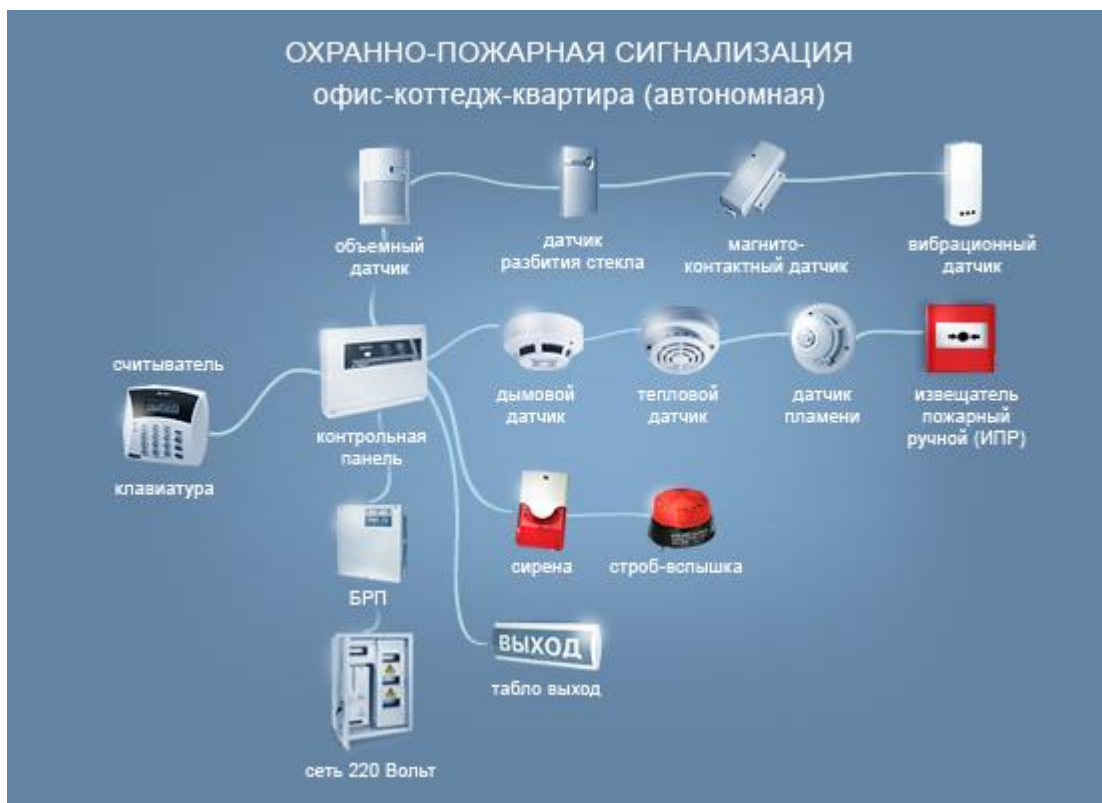 ОХРАННО-ПОЖАРНАЯ СИГНАЛИЗАЦИЯ
офис-коттедж-квартира (автономная)
объемный
датчик
датчик
разбития стекла
магнито-
контактный датчик
вибрационный
датчик
считыватель
клавиатура
контрольная
панель
дымовой
датчик
тепловой
датчик
датчик
пламени
извещатель
пожарный
ручной (ИПР)
БРП
сирена
строб-вспышка
ВЫХОД
табло выход
сеть 220 Вольт